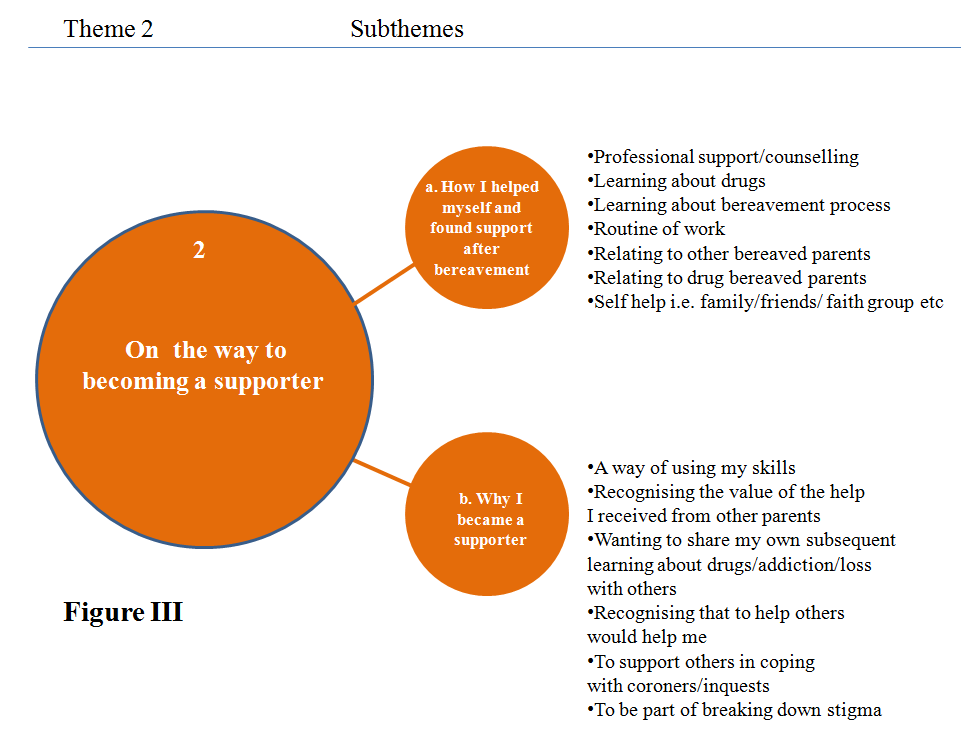 Theme 2
Subthemes
2
On the way to
becoming a supporter
a. How I helped
myself and
found support
after
bereavement
•Professional support/counselling
•Learning about drugs
•Learning about bereavement process
•Routine of work
•Relating to other bereaved parents
•Relating to drug bereaved parents
•Self help i.e. family/friends/ faith group etc
b. Why I
became a
supporter
•A way of using my skills
•Recognising the value of the help
I received from other parents
•Wanting to share my own subsequent
learning about drugs/addiction/loss
with others
•Recognising that to help others
would help me
•To support others in coping
with coroners/inquests
•To be part of breaking down stigma
Figure III